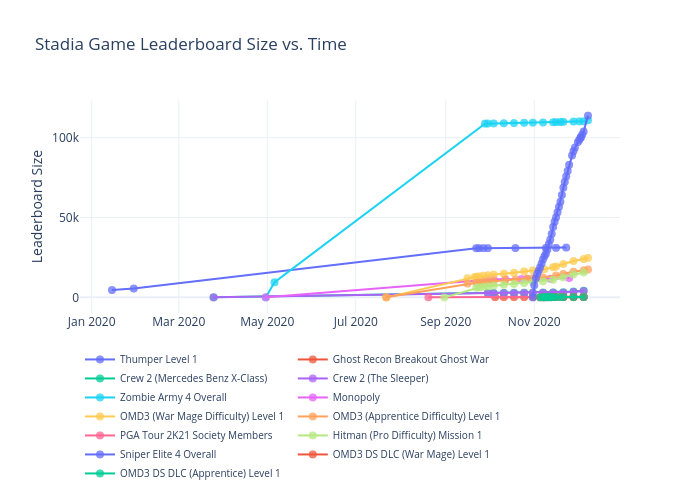 Stadia Game Leaderboard Size vs. Time
Leaderboard Size
100k
50k
0
Jan 2020 Mar 2020 May 2020 Jul 2020 Sep 2020 Nov 2020
Thumper Level 1 Ghost Recon Breakout Ghost War
Crew 2 (Mercedes Benz X-Class) Crew 2 (The Sleeper)
Zombie Army 4 Overall Monopoly
OMD3 (War Mage Difficulty) Level 1 OMD3 (Apprentice Difficulty) Level 1
PGA Tour 2K21 Society Members Hitman (Pro Difficulty) Mission 1
Sniper Elite 4 Overall OMD3 DS DLC (War Mage) Level 1
OMD3 DS DLC (Apprentice) Level 1